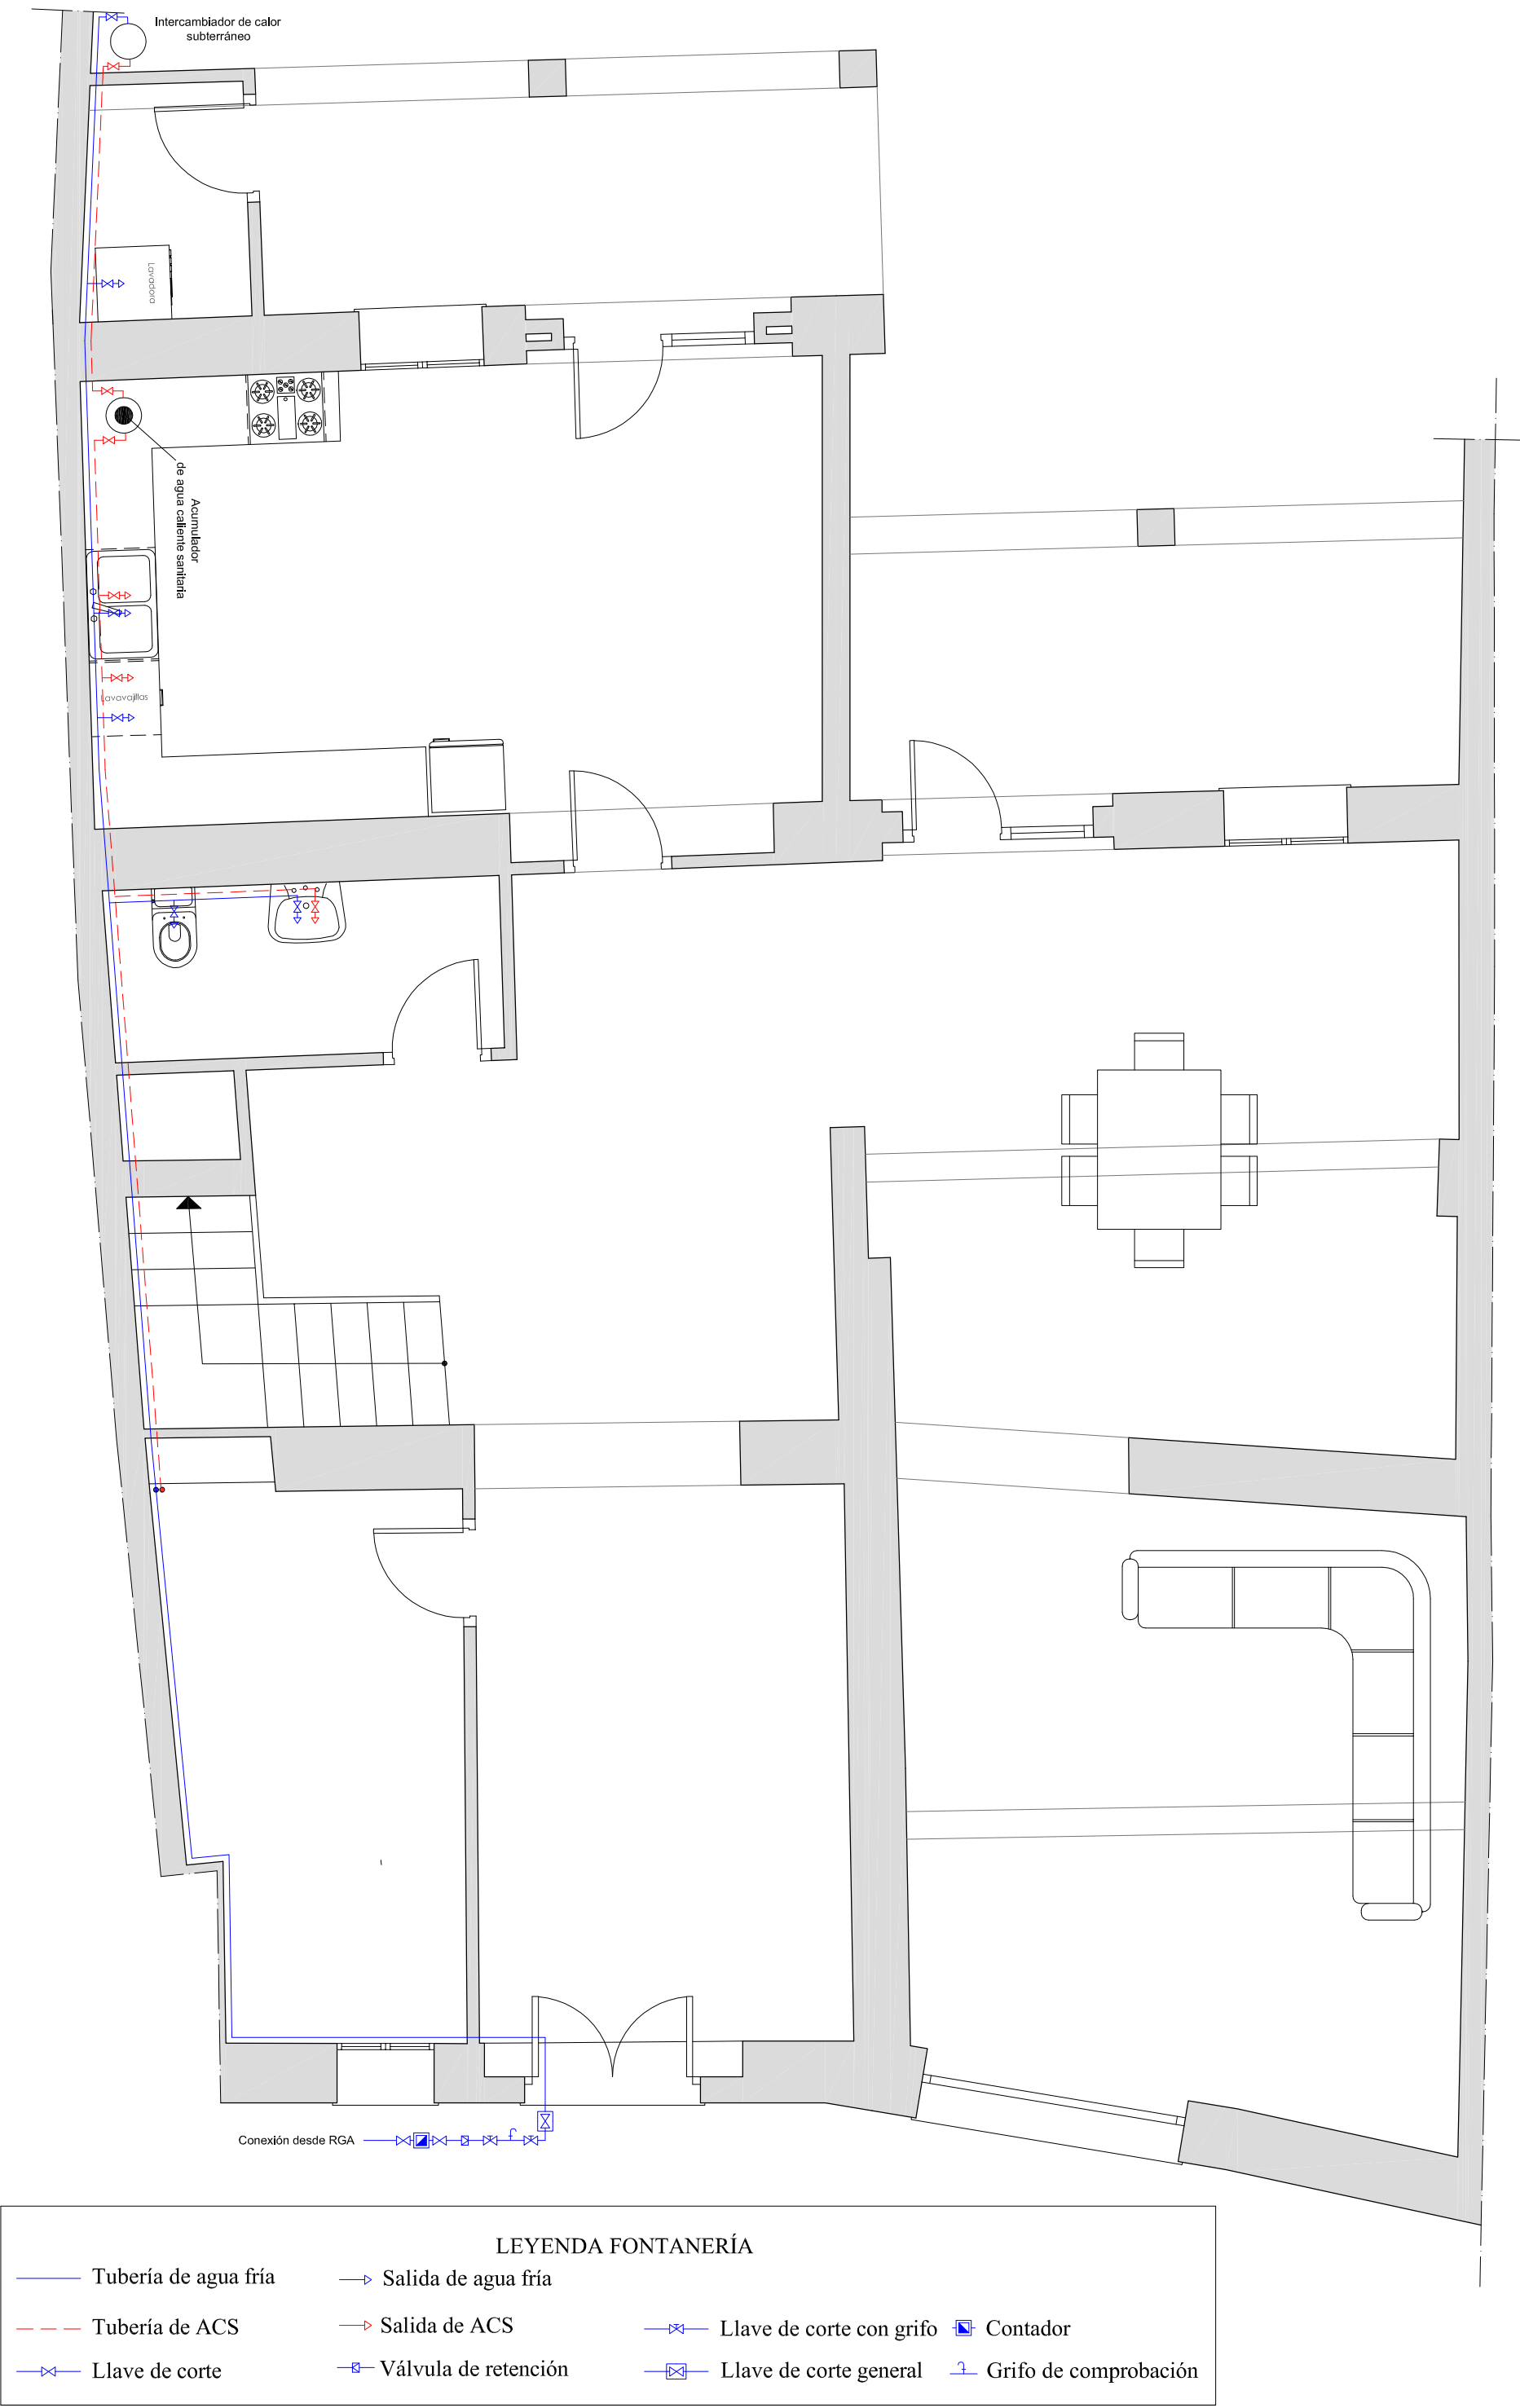 Intercambiador de calor
subterráneo
Lavadora
Acumulador
de agua caliente sanitaria
Lavavajillas
Conexión desde RGA
LEYENDA FONTANERÍA
Tubería de agua fría
Salida de agua fría
Tubería de ACS
Salida de ACS
Llave de corte con grifo
Contador
Llave de corte
Válvula de retención
Llave de corte general
Grifo de comprobación